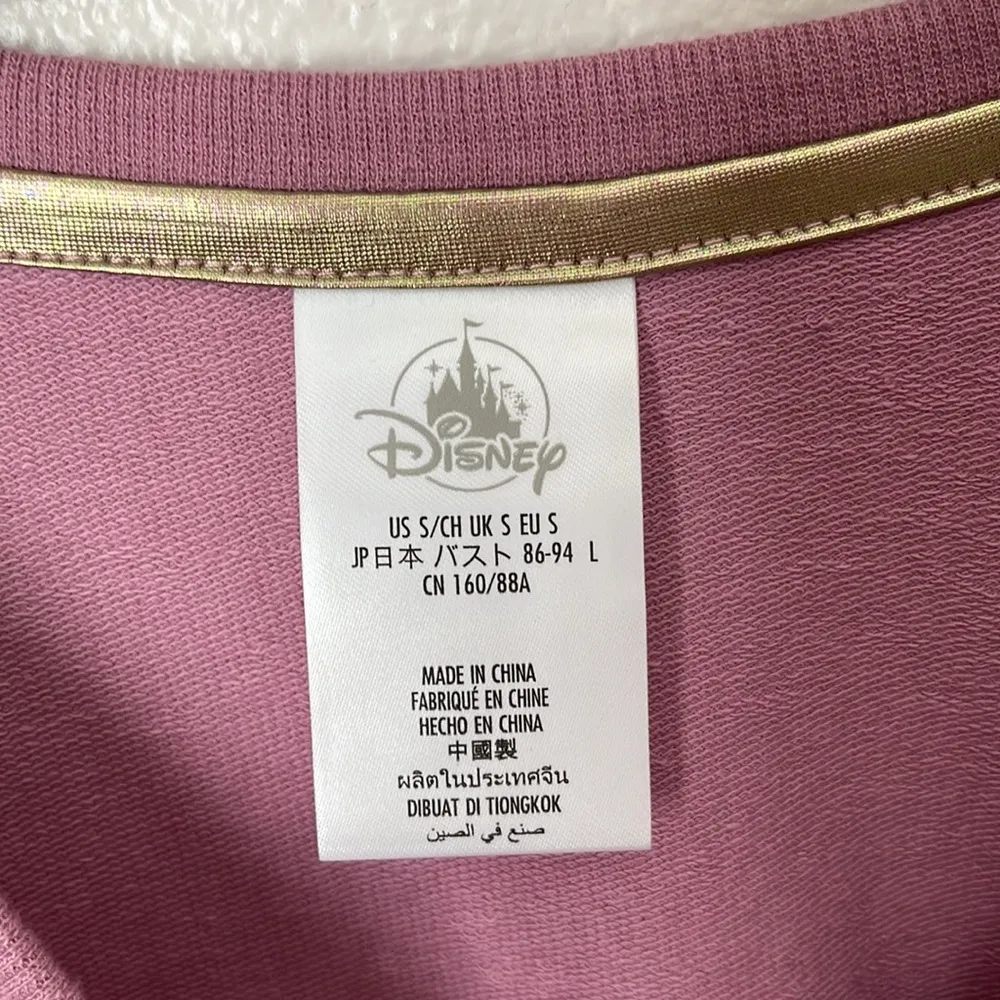 Disney
US S/CH UK S EU S
JP日本 バスト 86-94 L
CN 160/88A
MADE IN CHINA
FABRIQUÉ EN CHINE
HECHO EN CHINA
中國製
ผลิตในประเทศจีน
DIBUAT DI TIONGKOK
صنع في الصين